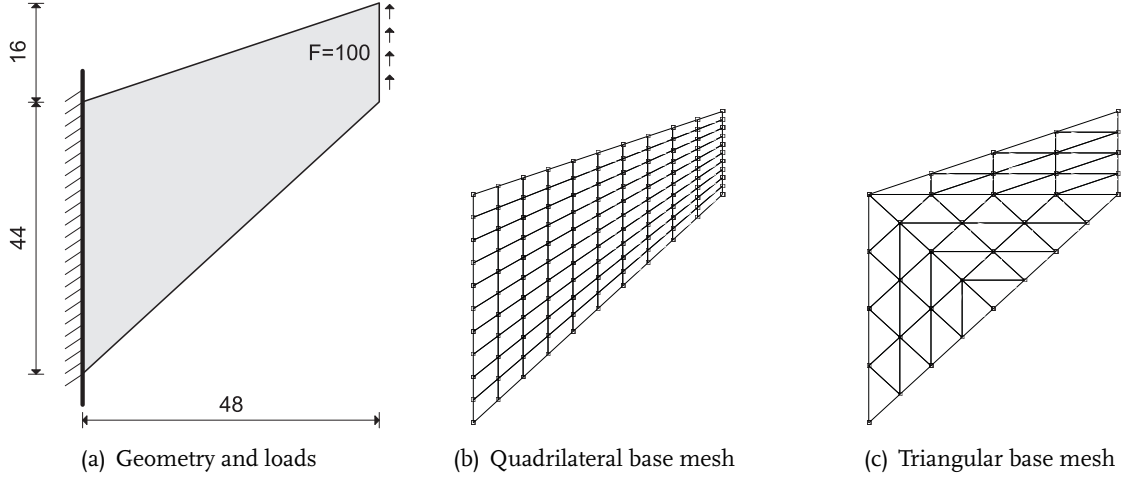 16
F=100
44
48
(a) Geometry and loads
(b) Quadrilateral base mesh
(c) Triangular base mesh